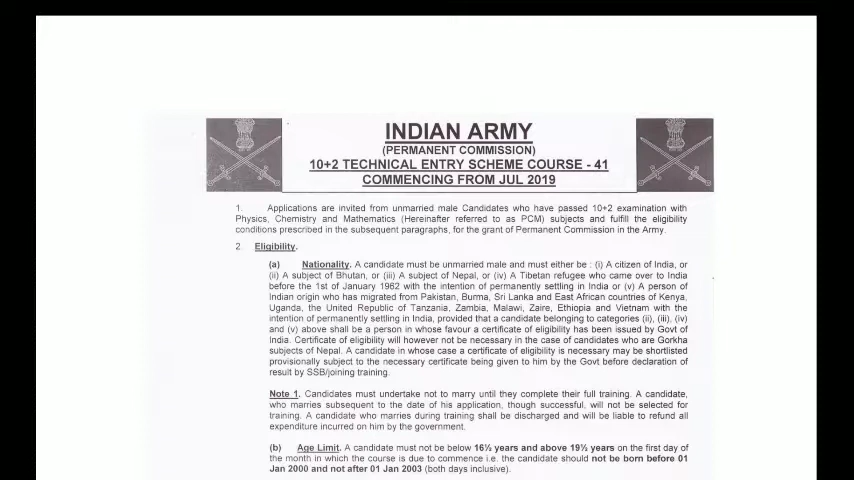 INDIAN ARMY
(PERMANENT COMMISSION)
10+2 TECHNICAL ENTRY SCHEME COURSE - 41
COMMENCING FROM JUL 2019
1. Applications are invited from unmarried male Candidates who have passed 10+2 examination with
Physics, Chemistry and Mathematics (Hereinafter referred to as PCM) subjects and fulfill the eligibility
conditions prescribed in the subsequent paragraphs, for the grant of Permanent Commission in the Army.
2. Eligibility.
(a) Nationality. A candidate must be unmarried male and must either be : (i) A citizen of India, or
(ii) A subject of Bhutan, or (iii) A subject of Nepal, or (iv) A Tibetan refugee who came over to India
before the 1st of January 1962 with the intention of permanently settling in India or (v) A person of
Indian origin who has migrated from Pakistan, Burma, Sri Lanka and East African countries of Kenya,
Uganda, the United Republic of Tanzania, Zambia, Malawi, Zaire, Ethiopia and Vietnam with the
intention of permanently settling in India, provided that a candidate belonging to categories (ii), (iii), (iv)
and (v) above shall be a person in whose favour a certificate of eligibility has been issued by Govt of
India. Certificate of eligibility will however not be necessary in the case of candidates who are Gorkha
subjects of Nepal. A candidate in whose case a certificate of eligibility is necessary may be shortlisted
provisionally subject to the necessary certificate being given to him by the Govt before declaration of
result by SSB/joining training.
Note 1. Candidates must undertake not to marry until they complete their full training. A candidate,
who marries subsequent to the date of his application, though successful, will not be selected for
training. A candidate who marries during training shall be discharged and will be liable to refund all
expenditure incurred on him by the government.
(b) Age Limit. A candidate must not be below 16½ years and above 19½ years on the first day of
the month in which the course is due to commence i.e. the candidate should not be born before 01
Jan 2000 and not after 01 Jan 2003 (both days inclusive).